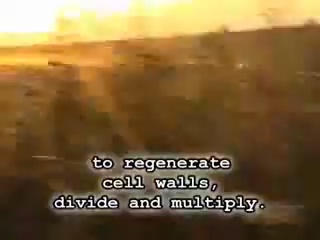 to regenerate
cell walls,
divide and multiply.